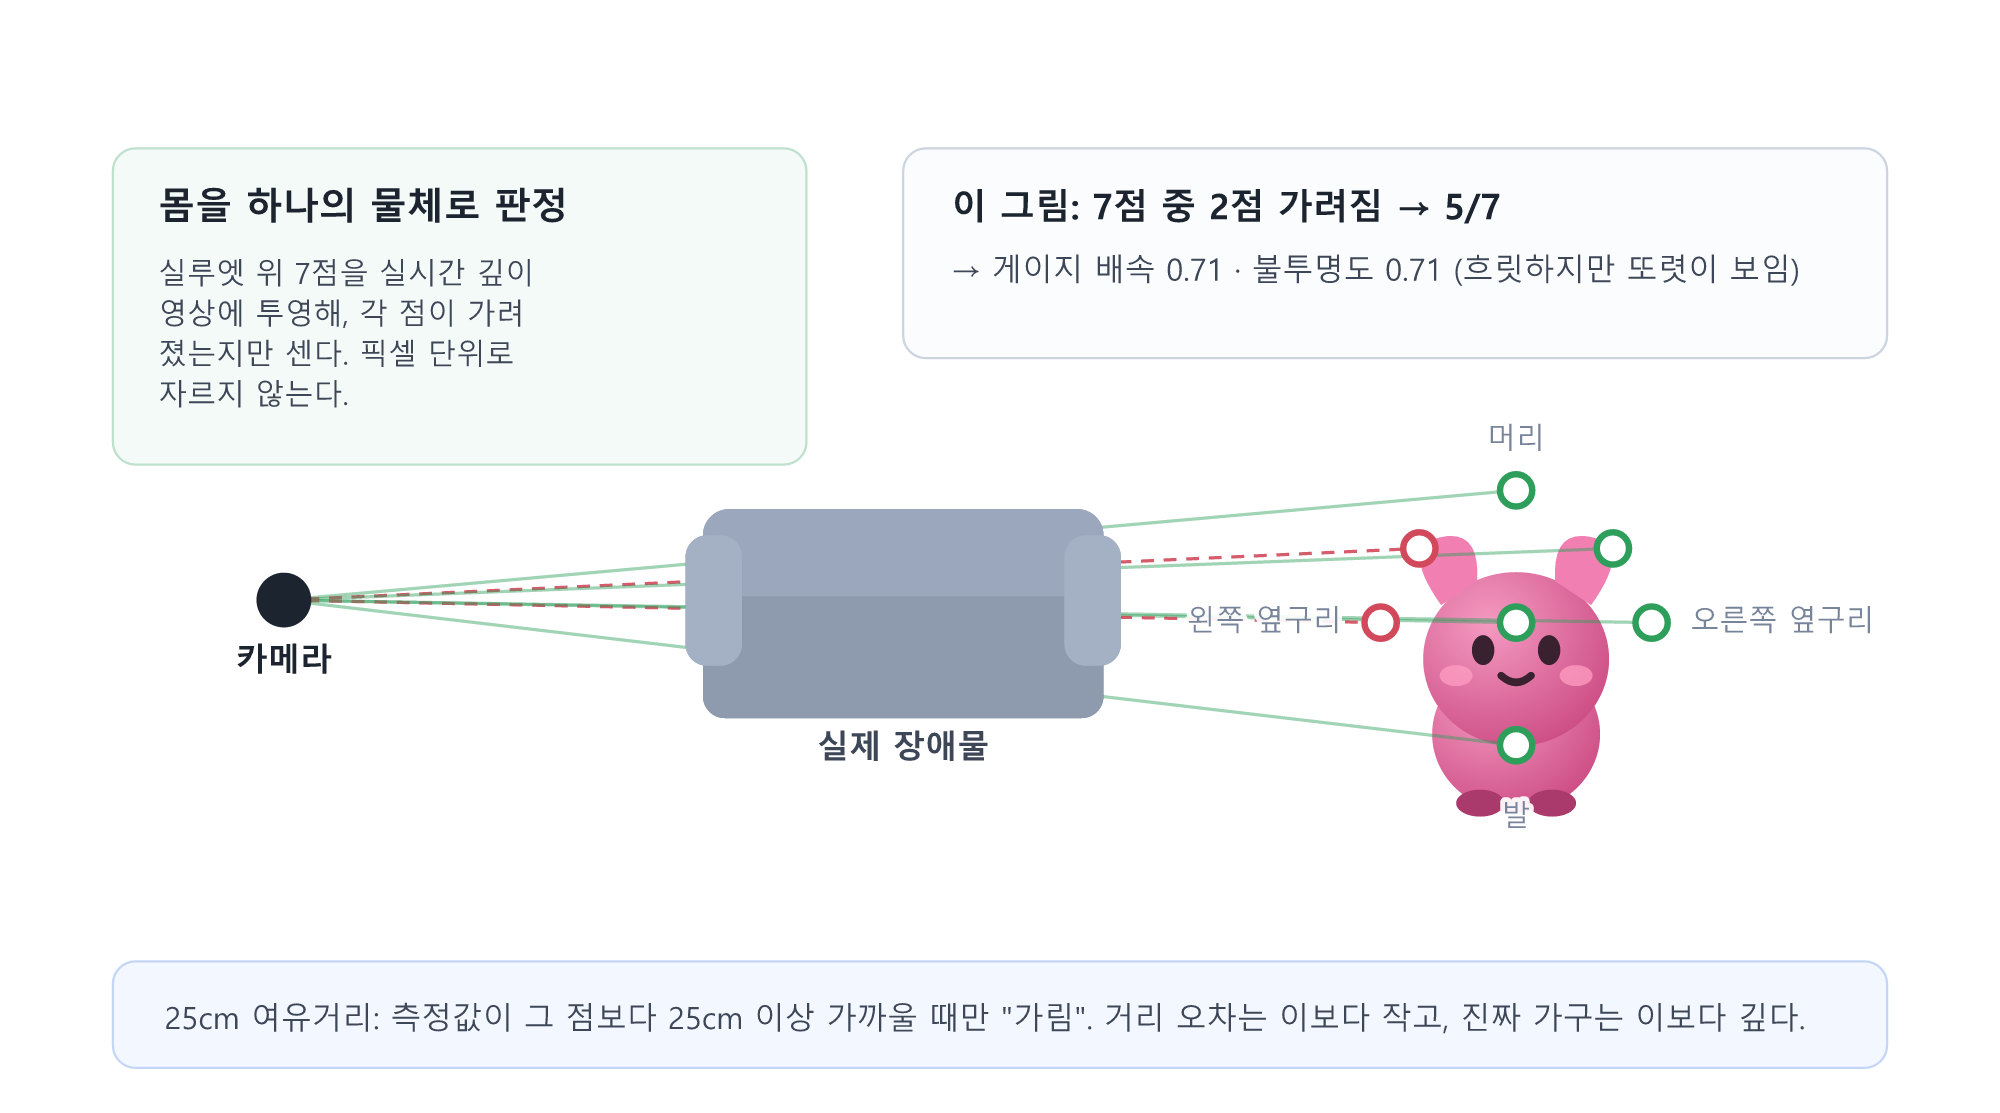 몸을 하나의 물체로 판정
실루엣 위 7점을 실시간 깊이
영상에 투영해, 각 점이 가려
졌는지만 센다. 픽셀 단위로
자르지 않는다.
이 그림: 7점 중 2점 가려짐 → 5/7
→ 게이지 배속 0.71 · 불투명도 0.71 (흐릿하지만 또렷이 보임)
머리
왼쪽 옆구리
오른쪽 옆구리
카메라
실제 장애물
발
25cm 여유거리: 측정값이 그 점보다 25cm 이상 가까울 때만 "가림". 거리 오차는 이보다 작고, 진짜 가구는 이보다 깊다.